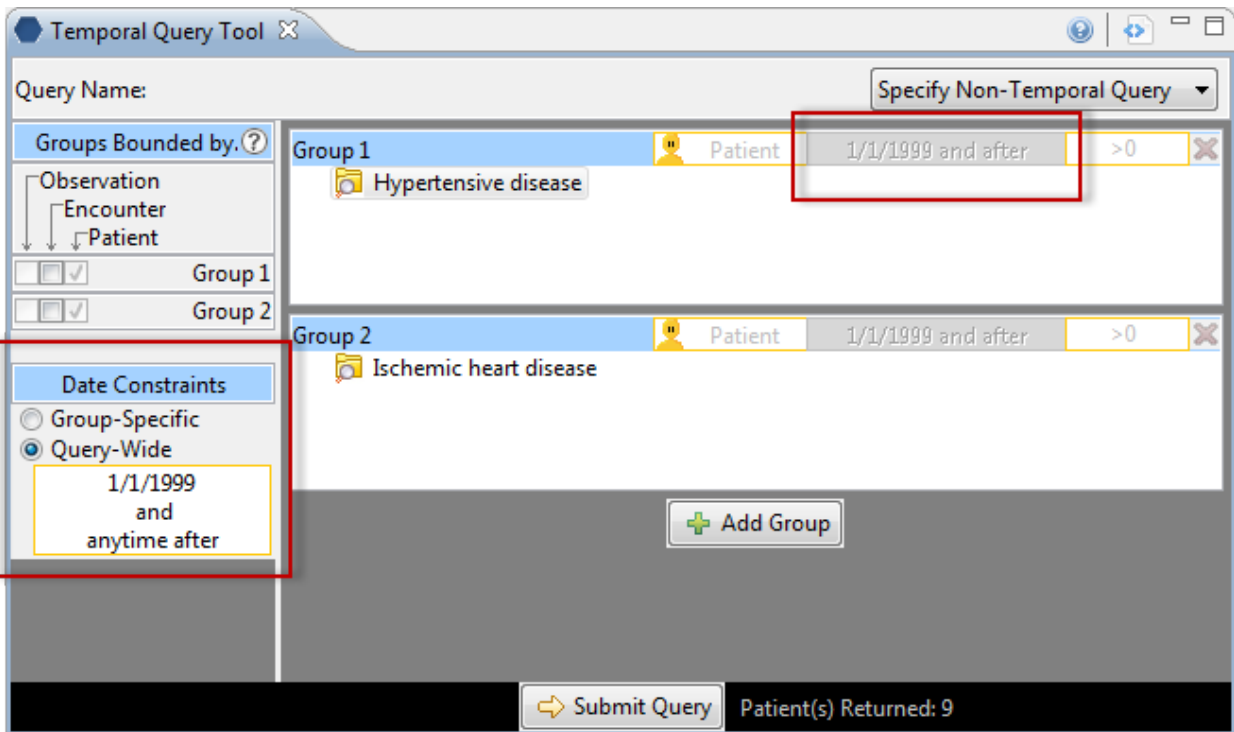 Temporal Query Tool
Query Name:
Specify Non-Temporal Query
Groups Bounded by.
Observation
Encounter
Patient
Group 1
Group 2
Date Constraints
Group-Specific
Query-Wide
1/1/1999
and
anytime after
Group 1 Patient 1/1/1999 and after >0
Hypertensive disease
Group 2 Patient 1/1/1999 and after >0
Ischemic heart disease
Add Group
Submit Query Patient(s) Returned: 9